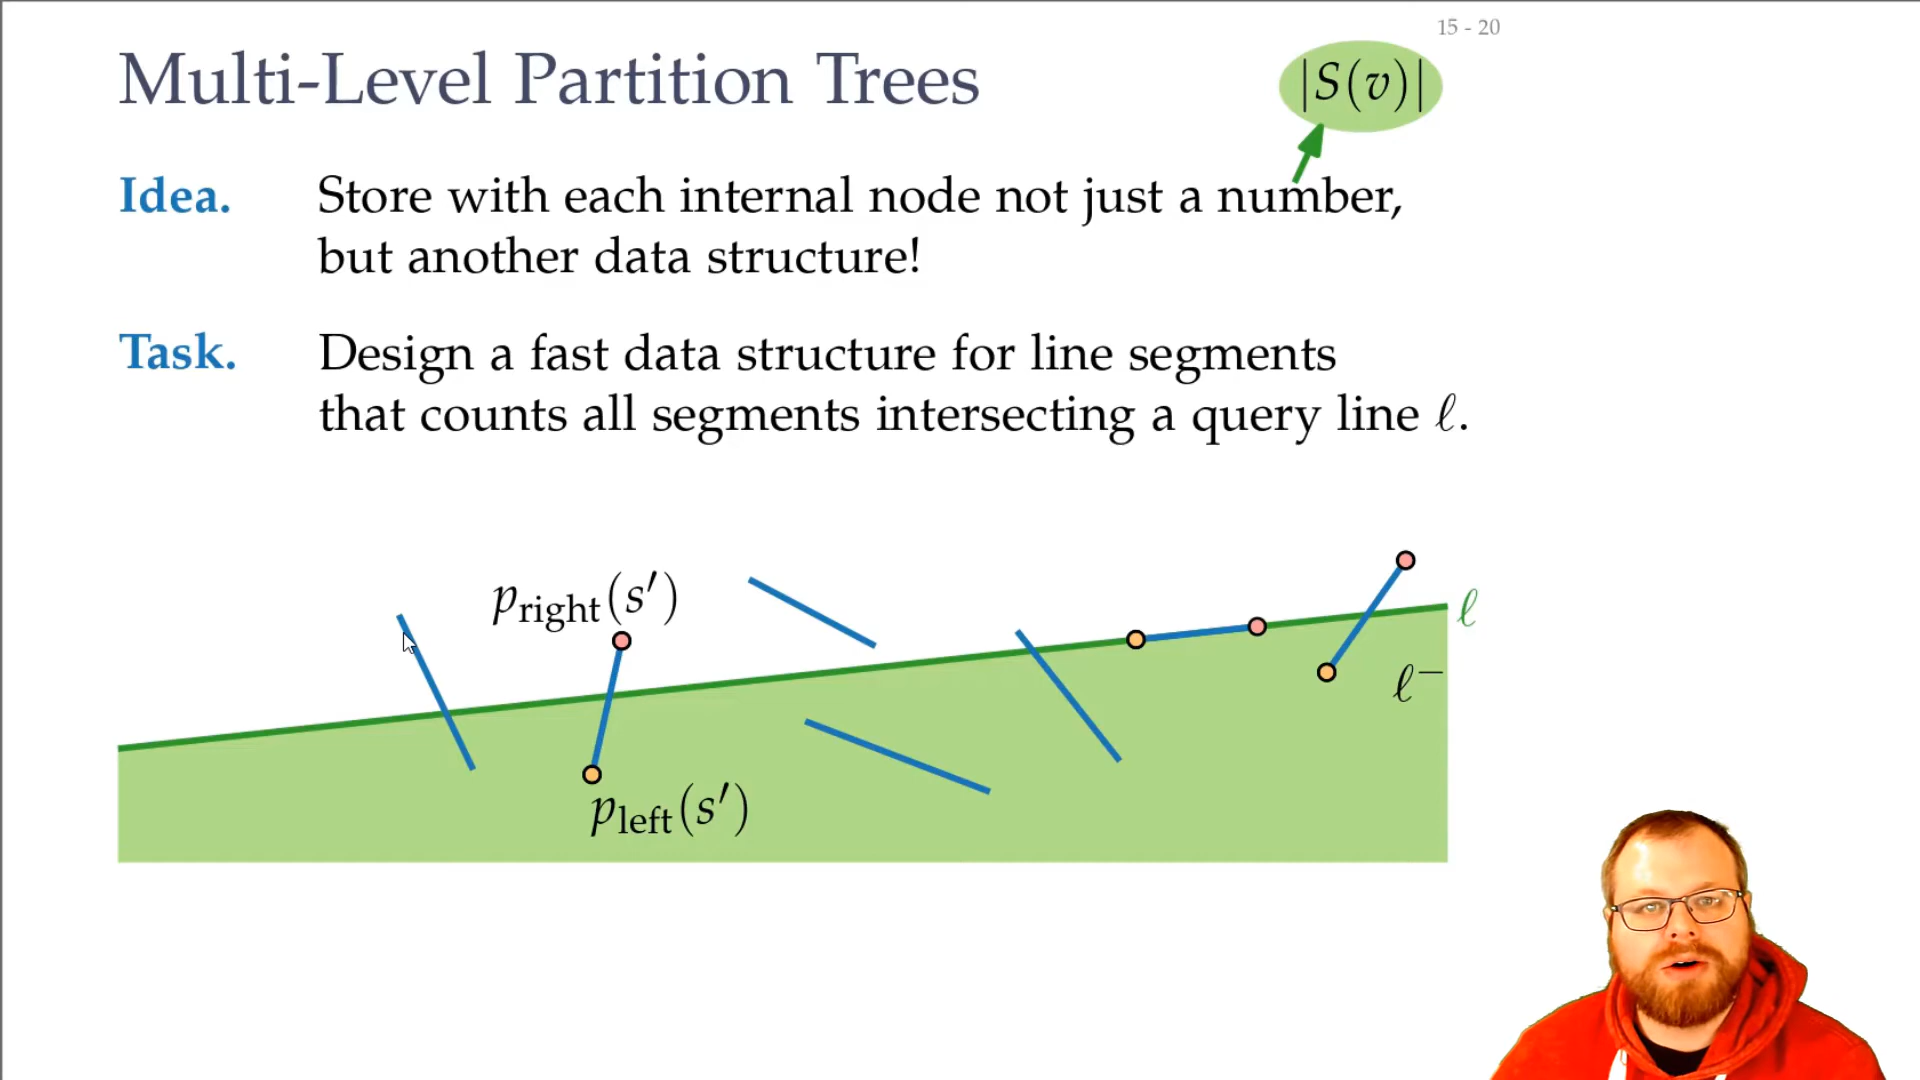 15 - 20
Multi-Level Partition Trees
|S(v)|
Idea. Store with each internal node not just a number,
but another data structure!
Task. Design a fast data structure for line segments
that counts all segments intersecting a query line ℓ.
p_right(s′)
ℓ
ℓ⁻
p_left(s′)